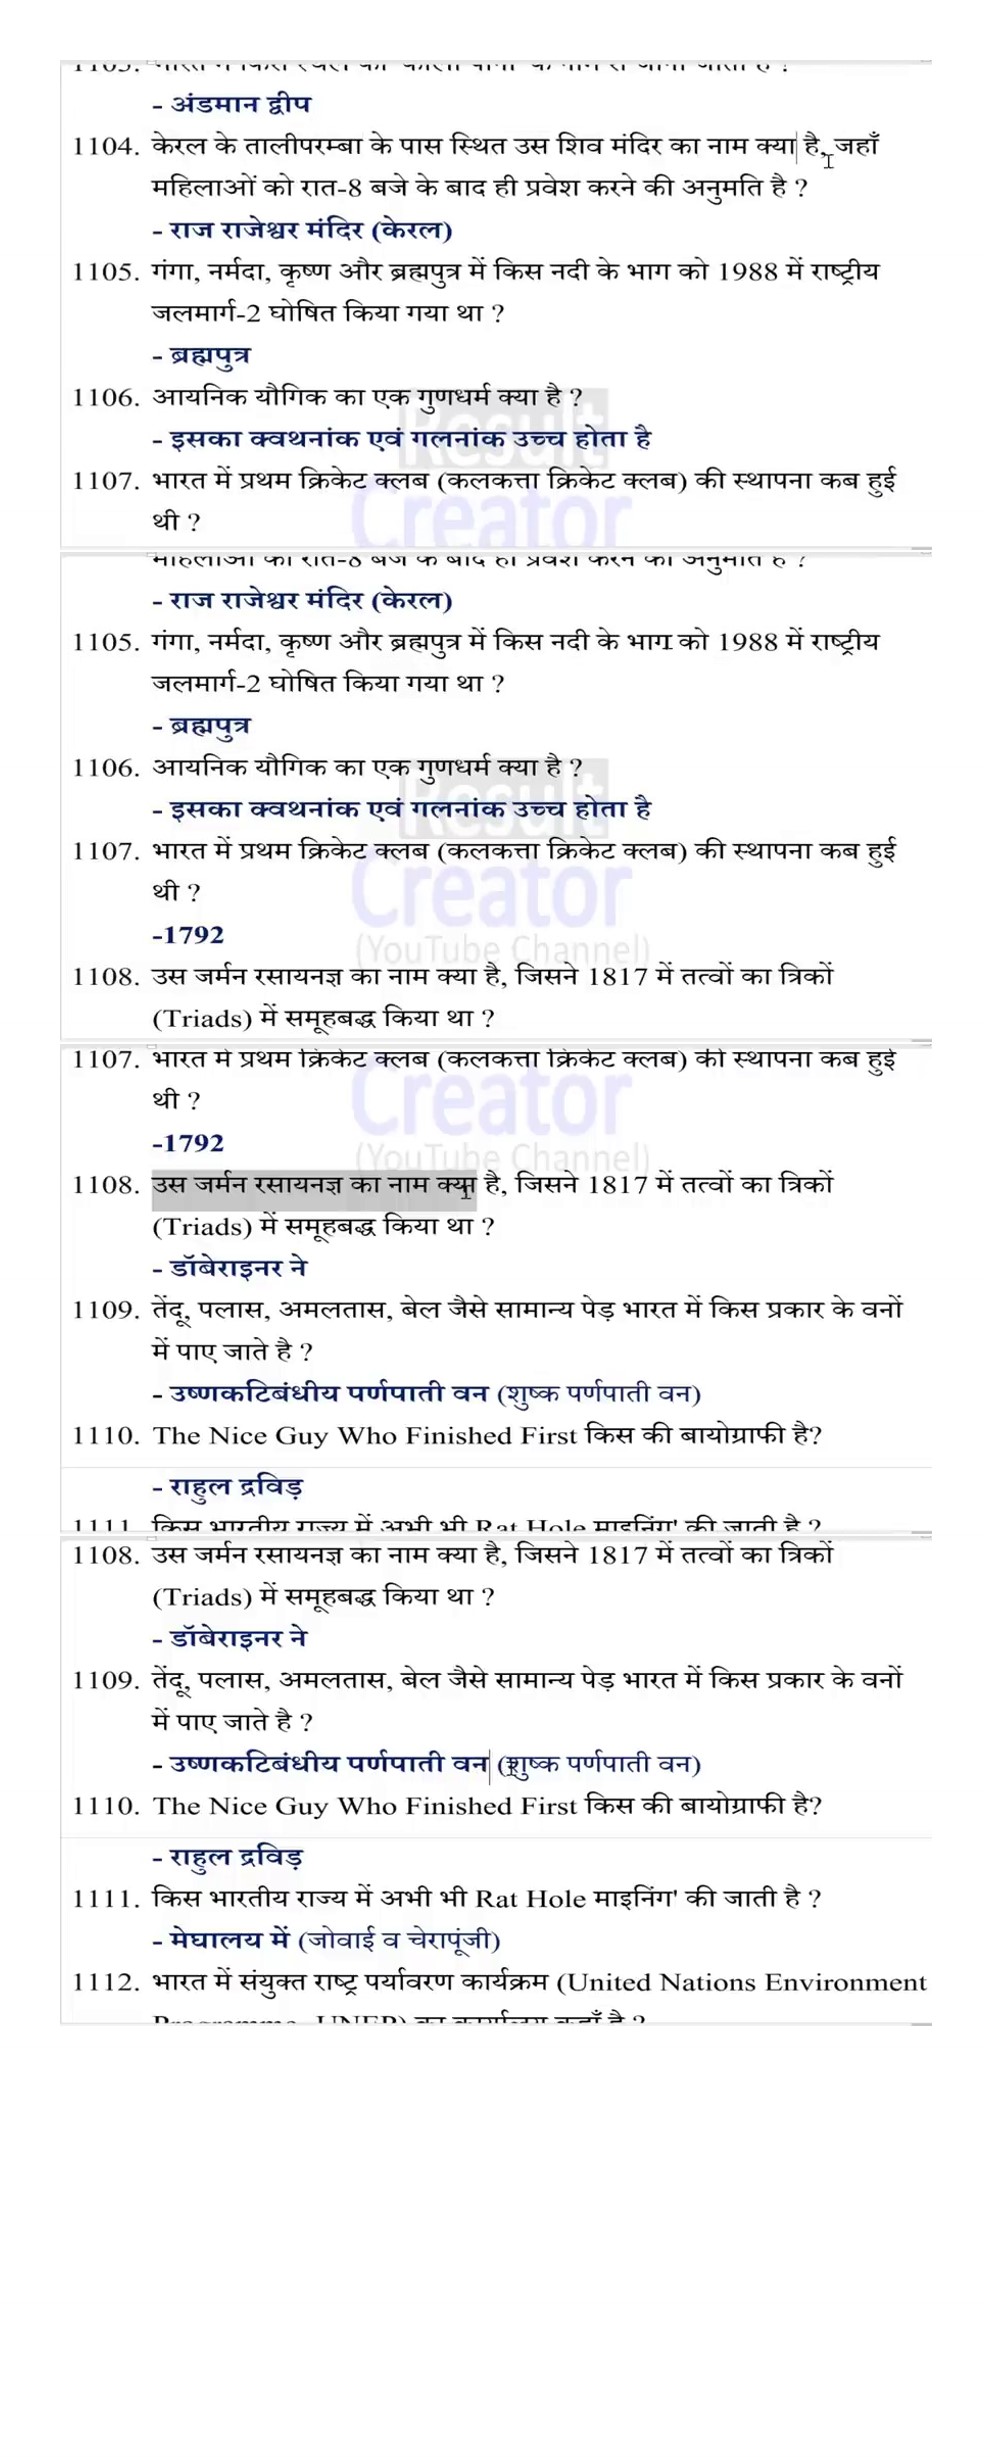 1103. भारत में किस स्थल को 'काला पानी' के नाम से जाना जाता है ?
- अंडमान द्वीप
1104. केरल के तालीपरम्बा के पास स्थित उस शिव मंदिर का नाम क्या है, जहाँ
महिलाओं को रात-8 बजे के बाद ही प्रवेश करने की अनुमति है ?
- राज राजेश्वर मंदिर (केरल)
1105. गंगा, नर्मदा, कृष्ण और ब्रह्मपुत्र में किस नदी के भाग को 1988 में राष्ट्रीय
जलमार्ग-2 घोषित किया गया था ?
- ब्रह्मपुत्र
1106. आयनिक यौगिक का एक गुणधर्म क्या है ?
Result
- इसका क्वथनांक एवं गलनांक उच्च होता है
1107. भारत में प्रथम क्रिकेट क्लब (कलकत्ता क्रिकेट क्लब) की स्थापना कब हुई
Creator
थी ?
महिलाओं को रात-8 बजे के बाद ही प्रवेश करने की अनुमति है ?
- राज राजेश्वर मंदिर (केरल)
1105. गंगा, नर्मदा, कृष्ण और ब्रह्मपुत्र में किस नदी के भाग को 1988 में राष्ट्रीय
जलमार्ग-2 घोषित किया गया था ?
- ब्रह्मपुत्र
1106. आयनिक यौगिक का एक गुणधर्म क्या है ?
Result
- इसका क्वथनांक एवं गलनांक उच्च होता है
1107. भारत में प्रथम क्रिकेट क्लब (कलकत्ता क्रिकेट क्लब) की स्थापना कब हुई
Creator
थी ?
-1792
(YouTube Channel)
1108. उस जर्मन रसायनज्ञ का नाम क्या है, जिसने 1817 में तत्वों का त्रिकों
(Triads) में समूहबद्ध किया था ?
1107. भारत में प्रथम क्रिकेट क्लब (कलकत्ता क्रिकेट क्लब) की स्थापना कब हुई
Creator
थी ?
-1792
(YouTube Channel)
1108. उस जर्मन रसायनज्ञ का नाम क्या है, जिसने 1817 में तत्वों का त्रिकों
(Triads) में समूहबद्ध किया था ?
- डॉबेराइनर ने
1109. तेंदू, पलास, अमलतास, बेल जैसे सामान्य पेड़ भारत में किस प्रकार के वनों
में पाए जाते है ?
- उष्णकटिबंधीय पर्णपाती वन (शुष्क पर्णपाती वन)
1110. The Nice Guy Who Finished First किस की बायोग्राफी है?
- राहुल द्रविड़
1111. किस भारतीय राज्य में अभी भी Rat Hole माइनिंग' की जाती है ?
1108. उस जर्मन रसायनज्ञ का नाम क्या है, जिसने 1817 में तत्वों का त्रिकों
(Triads) में समूहबद्ध किया था ?
- डॉबेराइनर ने
1109. तेंदू, पलास, अमलतास, बेल जैसे सामान्य पेड़ भारत में किस प्रकार के वनों
में पाए जाते है ?
- उष्णकटिबंधीय पर्णपाती वन (शुष्क पर्णपाती वन)
1110. The Nice Guy Who Finished First किस की बायोग्राफी है?
- राहुल द्रविड़
1111. किस भारतीय राज्य में अभी भी Rat Hole माइनिंग' की जाती है ?
- मेघालय में (जोवाई व चेरापूंजी)
1112. भारत में संयुक्त राष्ट्र पर्यावरण कार्यक्रम (United Nations Environment
Programme- UNEP) का कार्यालय कहाँ है ?